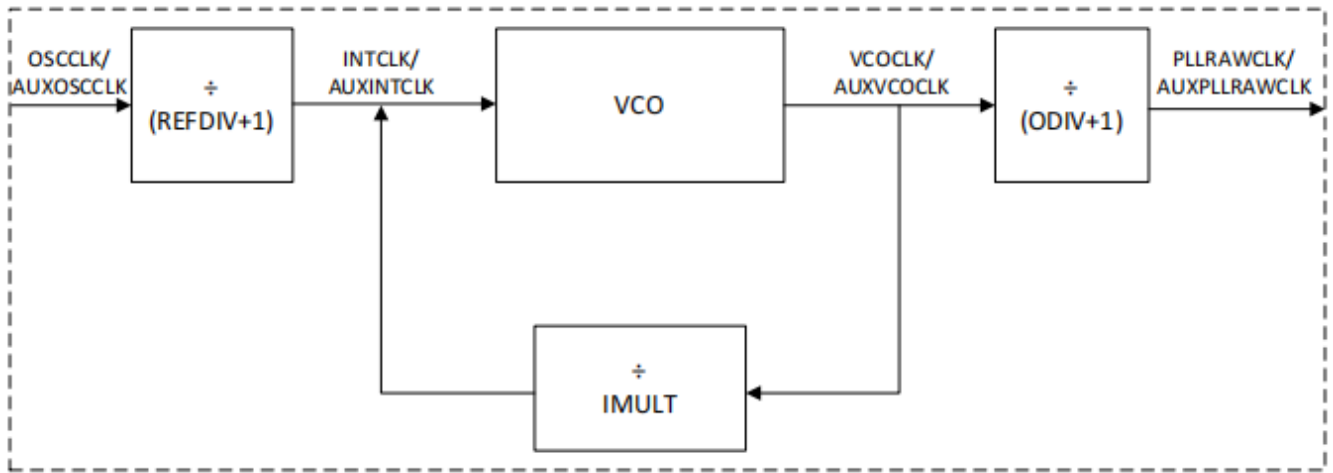 OSCCLK/
AUXOSCCLK
÷
(REFDIV+1)
INTCLK/
AUXINTCLK
VCO
VCOCLK/
AUXVCOCLK
÷
(ODIV+1)
PLLRAWCLK/
AUXPLLRAWCLK
÷
IMULT